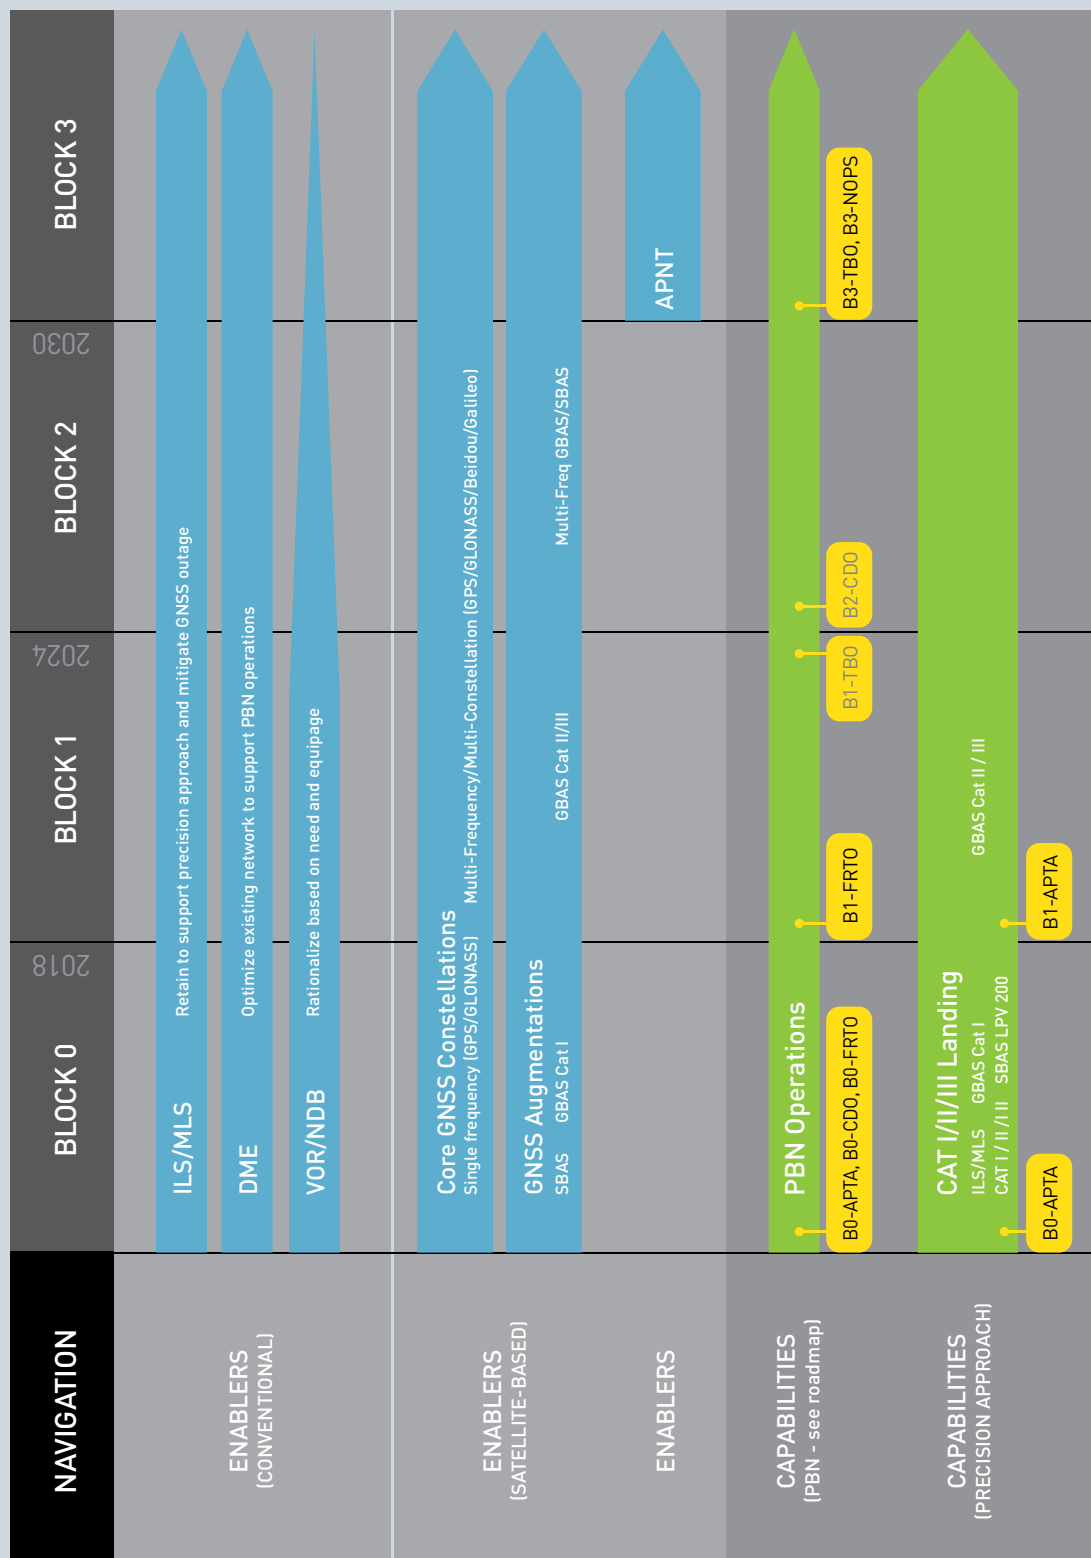 NAVIGATION
BLOCK 0
2018
BLOCK 1
2024
BLOCK 2
2030
BLOCK 3
ENABLERS
(CONVENTIONAL)
ILS/MLS
Retain to support precision approach and mitigate GNSS outage
DME
Optimize existing network to support PBN operations
VOR/NDB
Rationalize based on need and equipage
ENABLERS
(SATELLITE-BASED)
Core GNSS Constellations
Single frequency (GPS/GLONASS)
Multi-Frequency/Multi-Constellation (GPS/GLONASS/Beidou/Galileo)
GNSS Augmentations
SBAS GBAS Cat I
GBAS Cat II/III
Multi-Freq GBAS/SBAS
ENABLERS
APNT
CAPABILITIES
(PBN - see roadmap)
PBN Operations
B0-APTA, B0-CDO, B0-FRTO
B1-FRTO
B1-TBO
B2-CDO
B3-TBO, B3-NOPS
CAPABILITIES
(PRECISION APPROACH)
CAT I/II/III Landing
ILS/MLS GBAS Cat I
CAT I / II / III SBAS LPV 200
GBAS Cat II / III
B0-APTA
B1-APTA